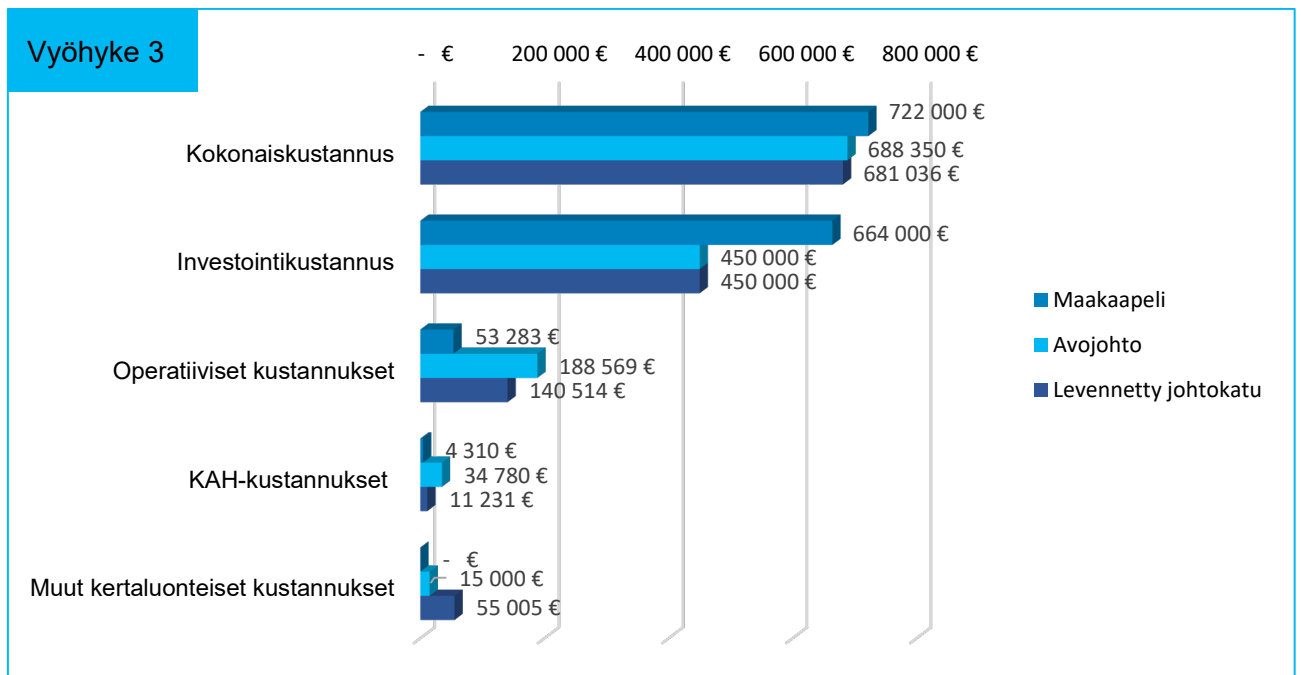 Vyöhyke 3
- €
200 000 €
400 000 €
600 000 €
800 000 €
Kokonaiskustannus
722 000 €
688 350 €
681 036 €
Investointikustannus
664 000 €
450 000 €
450 000 €
Operatiiviset kustannukset
53 283 €
188 569 €
140 514 €
KAH-kustannukset
4 310 €
34 780 €
11 231 €
Muut kertaluonteiset kustannukset
- €
15 000 €
55 005 €
Maakaapeli
Avojohto
Levennetty johtokatu